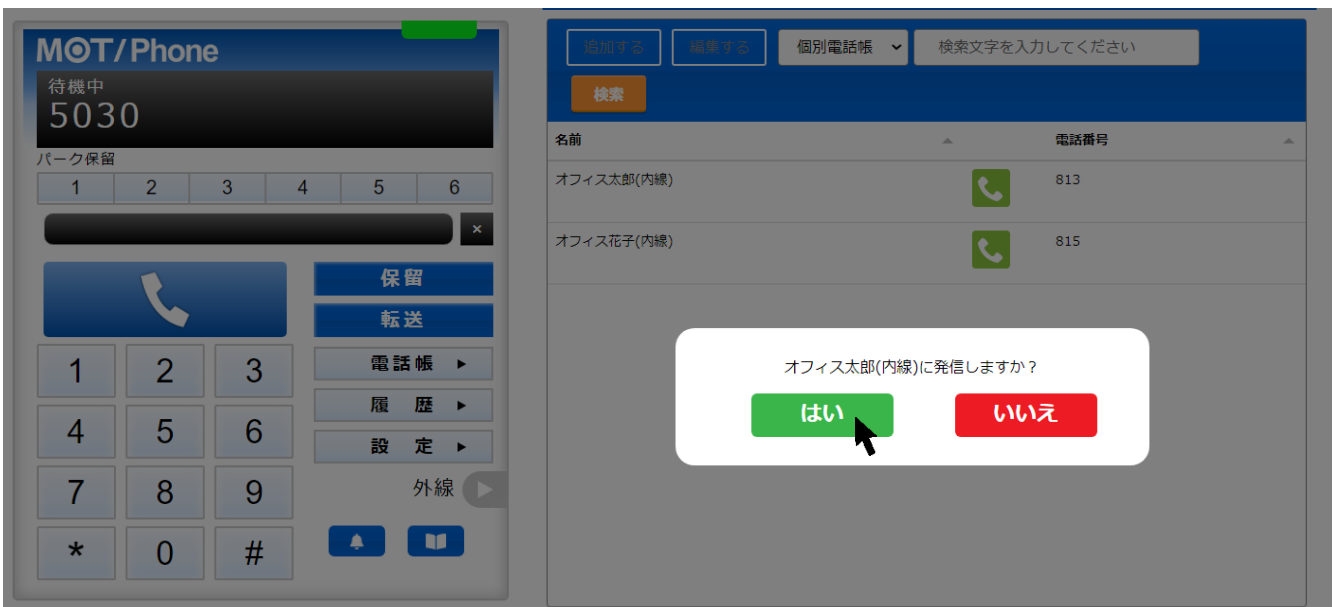 MOT/Phone
待機中
5030
パーク保留
1 2 3 4 5 6
×
保留
転送
1 2 3
電話帳
履 歴
4 5 6
設 定
7 8 9
外線
* 0 #
追加する 編集する 個別電話帳 検索文字を入力してください
検索
名前 電話番号
オフィス太郎(内線) 813
オフィス花子(内線) 815
オフィス太郎(内線)に発信しますか？
はい いいえ